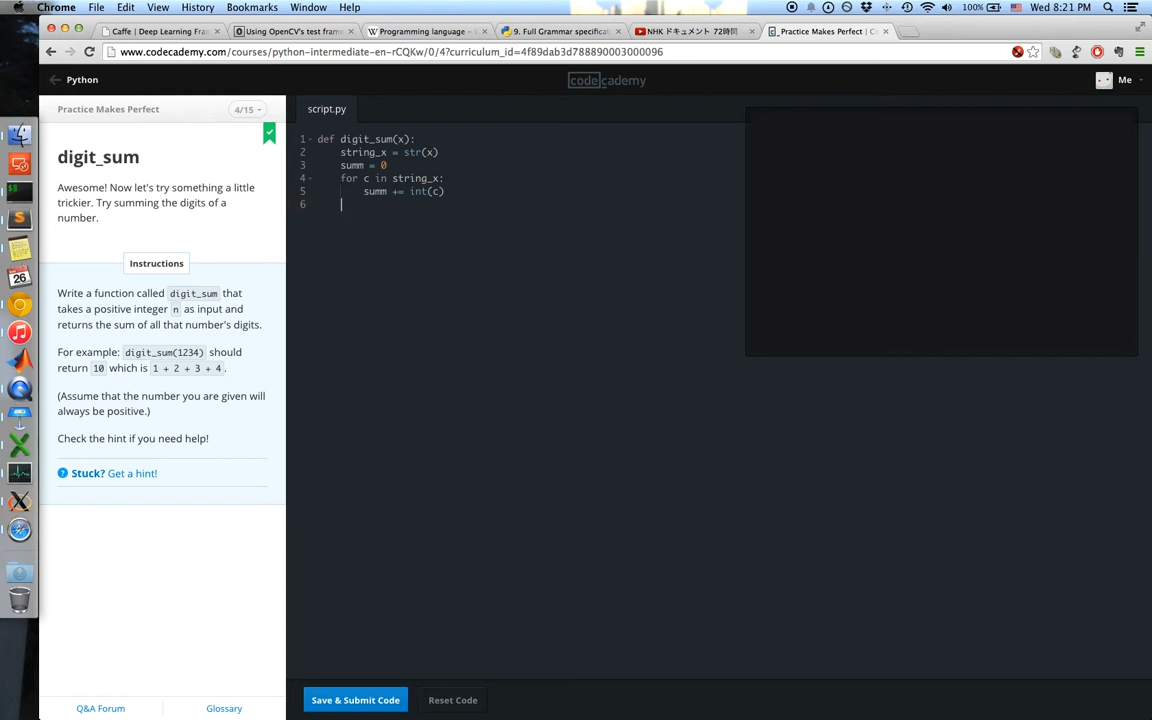 Chrome File Edit View History Bookmarks Window Help 100% Wed 8:21 PM
Caffe | Deep Learning Fra Using OpenCV's test frame Programming language - 9. Full Grammar specificat NHK ドキュメント 72時間 Practice Makes Perfect | Co
www.codecademy.com/courses/python-intermediate-en-rCQKw/0/4?curriculum_id=4f89dab3d788890003000096
Python
codecademy
Me
Practice Makes Perfect 4/15
script.py
digit_sum
Awesome! Now let's try something a little
trickier. Try summing the digits of a
number.
Instructions
Write a function called digit_sum that
takes a positive integer n as input and
returns the sum of all that number's digits.
For example: digit_sum(1234) should
return 10 which is 1 + 2 + 3 + 4 .
(Assume that the number you are given will
always be positive.)
Check the hint if you need help!
? Stuck? Get a hint!
Q&A Forum Glossary
1 def digit_sum(x):
2 string_x = str(x)
3 summ = 0
4 for c in string_x:
5 summ += int(c)
6
Save & Submit Code Reset Code
26